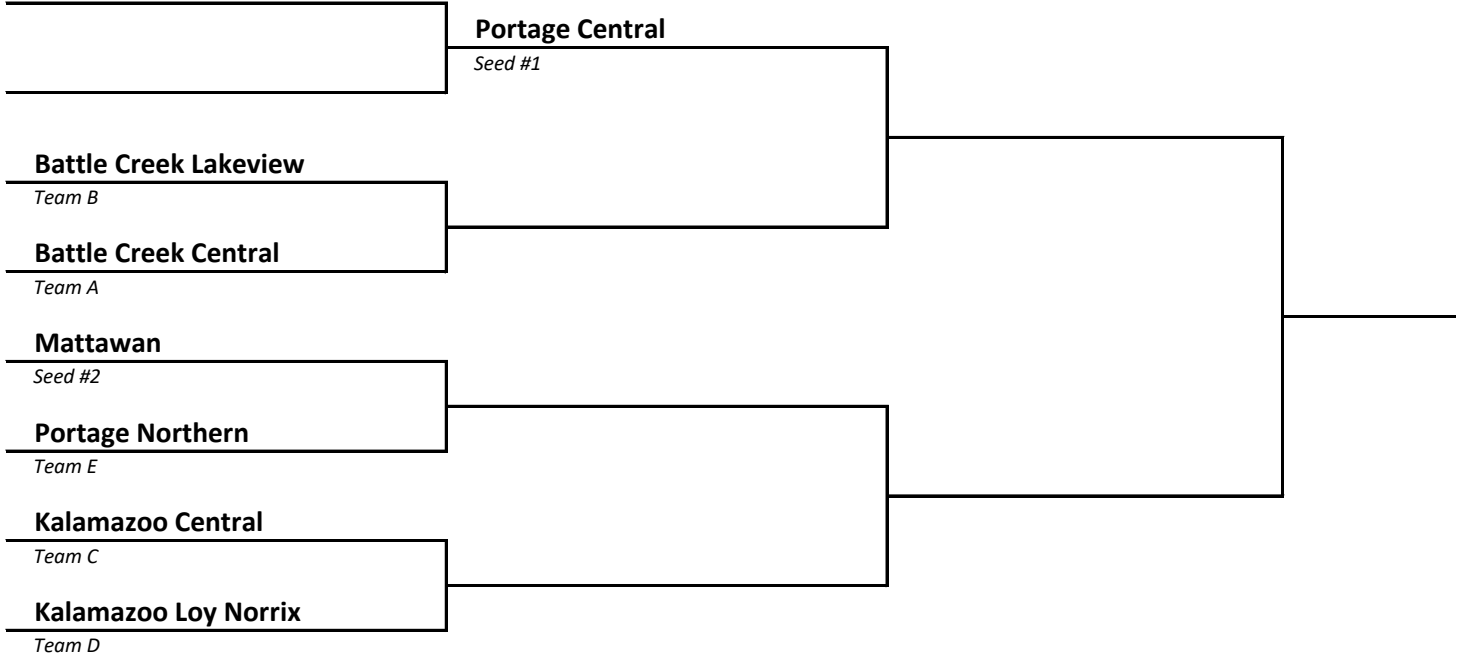 Portage Central
Seed #1
Battle Creek Lakeview
Team B
Battle Creek Central
Team A
Mattawan
Seed #2
Portage Northern
Team E
Kalamazoo Central
Team C
Kalamazoo Loy Norrix
Team D